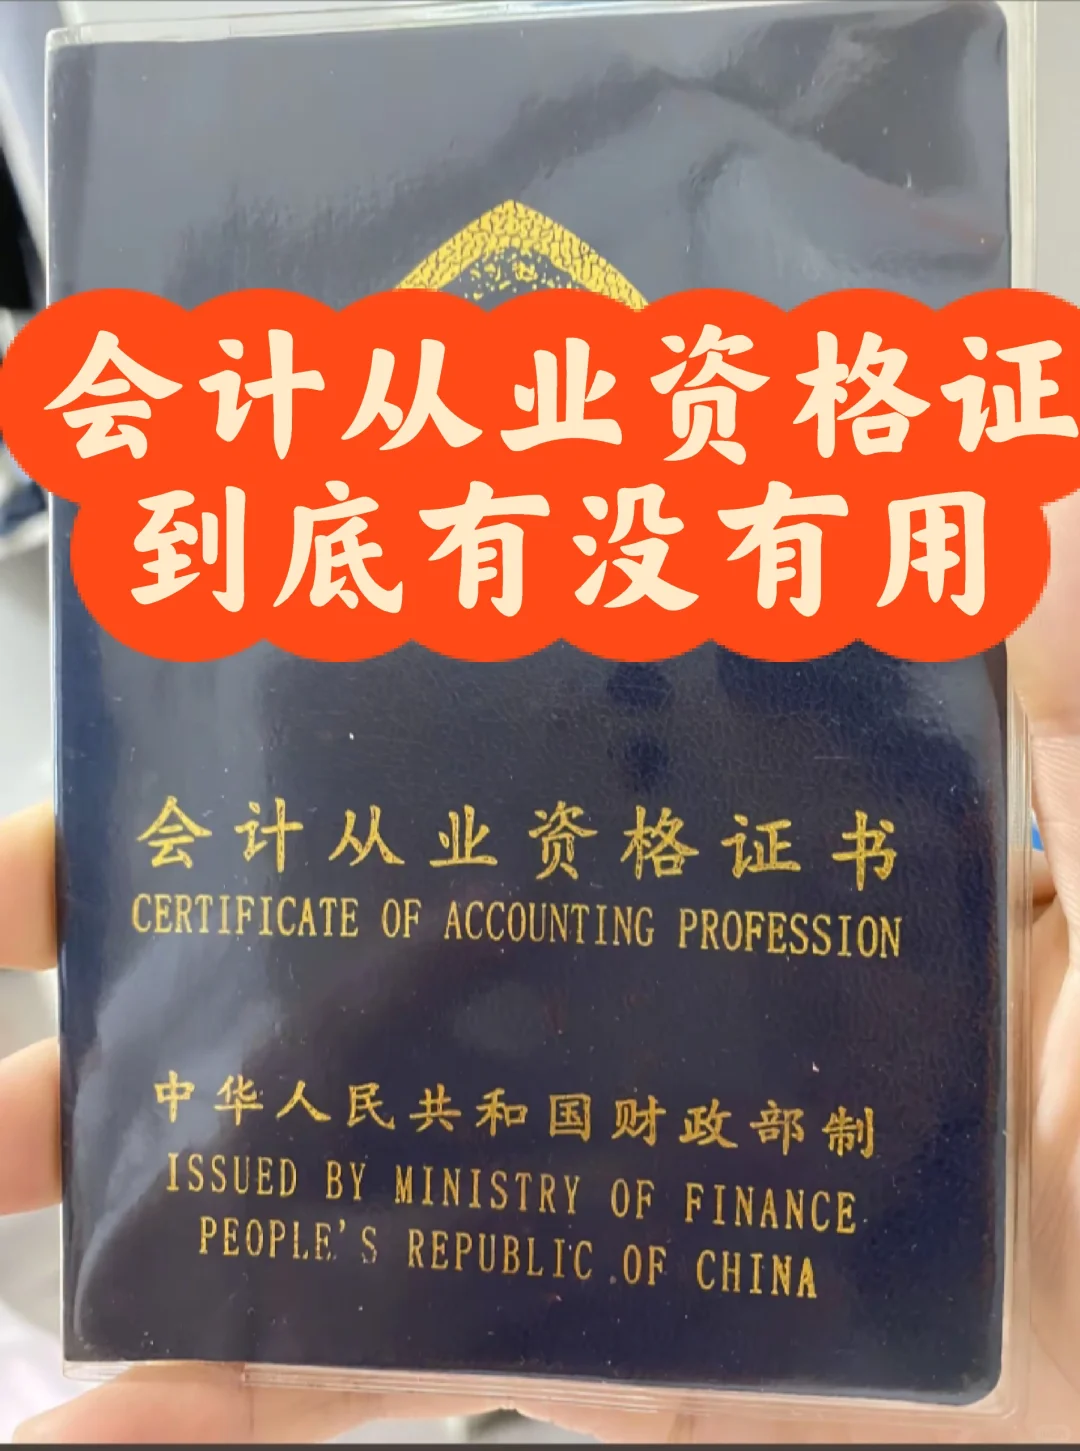 会计从业资格证
到底有没有用
会计从业资格证书
CERTIFICATE OF ACCOUNTING PROFESSION
中华人民共和国财政部制
ISSUED BY MINISTRY OF FINANCE
PEOPLE'S REPUBLIC OF CHINA